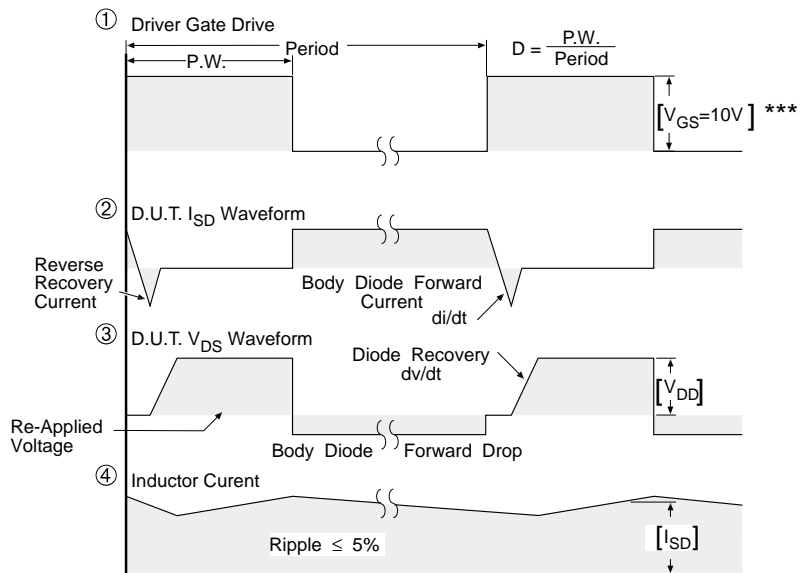 ① Driver Gate Drive
P.W.
Period
D = P.W.
Period
[VGS=10V] ***
② D.U.T. ISD Waveform
Reverse
Recovery
Current
Body Diode Forward
Current
di/dt
③ D.U.T. VDS Waveform
Diode Recovery
dv/dt
[VDD]
Re-Applied
Voltage
Body Diode Forward Drop
④ Inductor Curent
Ripple ≤ 5%
[ISD]